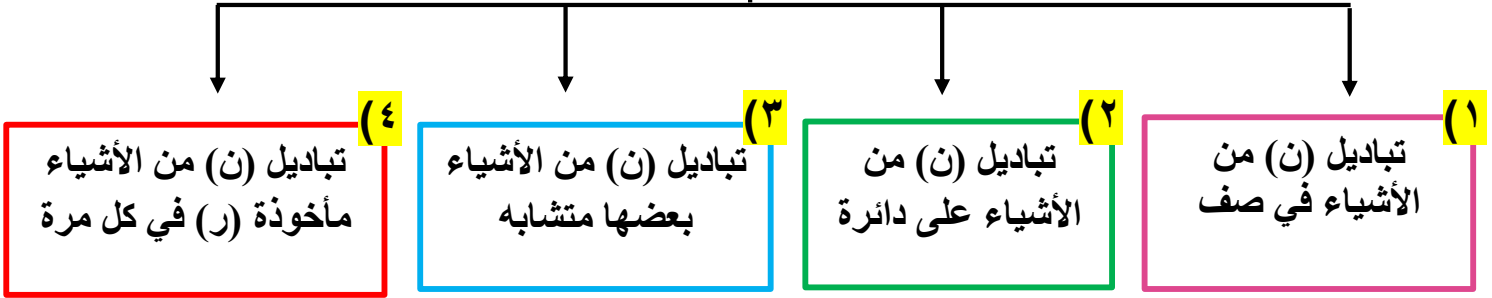 ١)
تباديل (ن) من
الأشياء في صف
٢)
تباديل (ن) من
الأشياء على دائرة
٣)
تباديل (ن) من الأشياء
بعضها متشابه
٤)
تباديل (ن) من الأشياء
مأخوذة (ر) في كل مرة